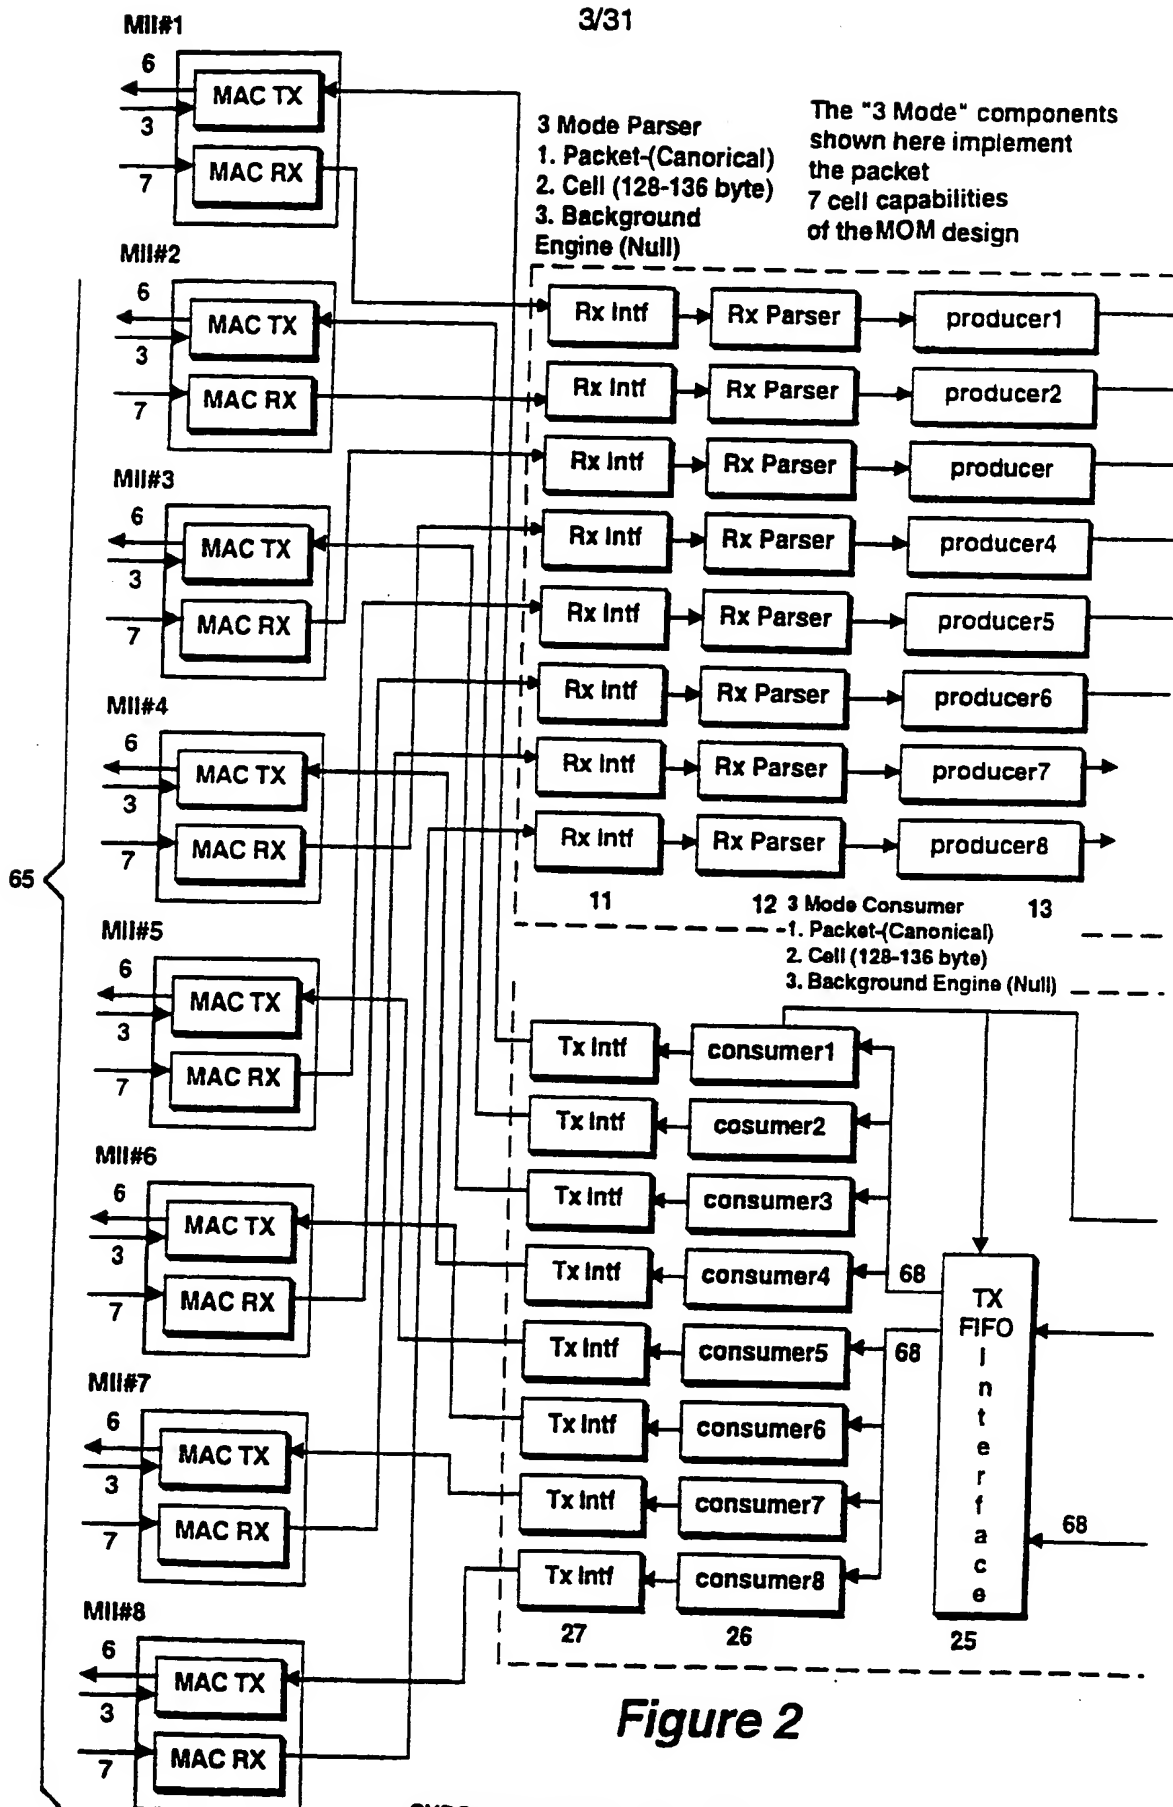 3/31
MII#1
6
3
7
MAC TX
MAC RX
MII#2
6
3
7
MAC TX
MAC RX
MII#3
6
3
7
MAC TX
MAC RX
MII#4
6
3
7
MAC TX
MAC RX
65
MII#5
6
3
7
MAC TX
MAC RX
MII#6
6
3
7
MAC TX
MAC RX
MII#7
6
3
7
MAC TX
MAC RX
MII#8
6
3
7
MAC TX
MAC RX
3 Mode Parser
1. Packet-(Canorical)
2. Cell (128-136 byte)
3. Background
Engine (Null)
The "3 Mode" components
shown here implement
the packet
7 cell capabilities
of the MOM design
Rx Intf Rx Parser producer1
Rx Intf Rx Parser producer2
Rx Intf Rx Parser producer
Rx Intf Rx Parser producer4
Rx Intf Rx Parser producer5
Rx Intf Rx Parser producer6
Rx Intf Rx Parser producer7
Rx Intf Rx Parser producer8
11 12 13
3 Mode Consumer
1. Packet-(Canonical)
2. Cell (128-136 byte)
3. Background Engine (Null)
Tx Intf consumer1
Tx Intf cosumer2
Tx Intf consumer3
Tx Intf consumer4
68
Tx Intf consumer5
68
Tx Intf consumer6
Tx Intf consumer7
Tx Intf consumer8
TX
FIFO
Interface
68
27 26 25
Figure 2